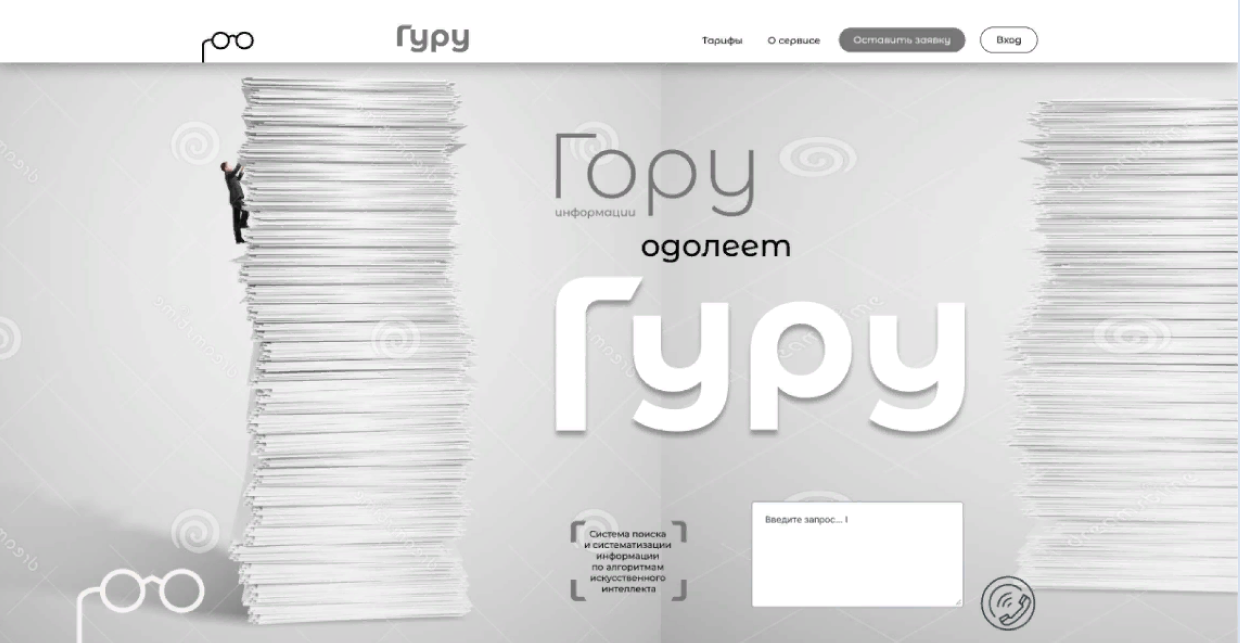 Гуру
Тарифы
О сервисе
Оставить заявку
Вход
Гору
информации
одолеет
Гуру
Система поиска
и систематизации
информации
по алгоритмам
искусственного
интеллекта
Введите запрос...